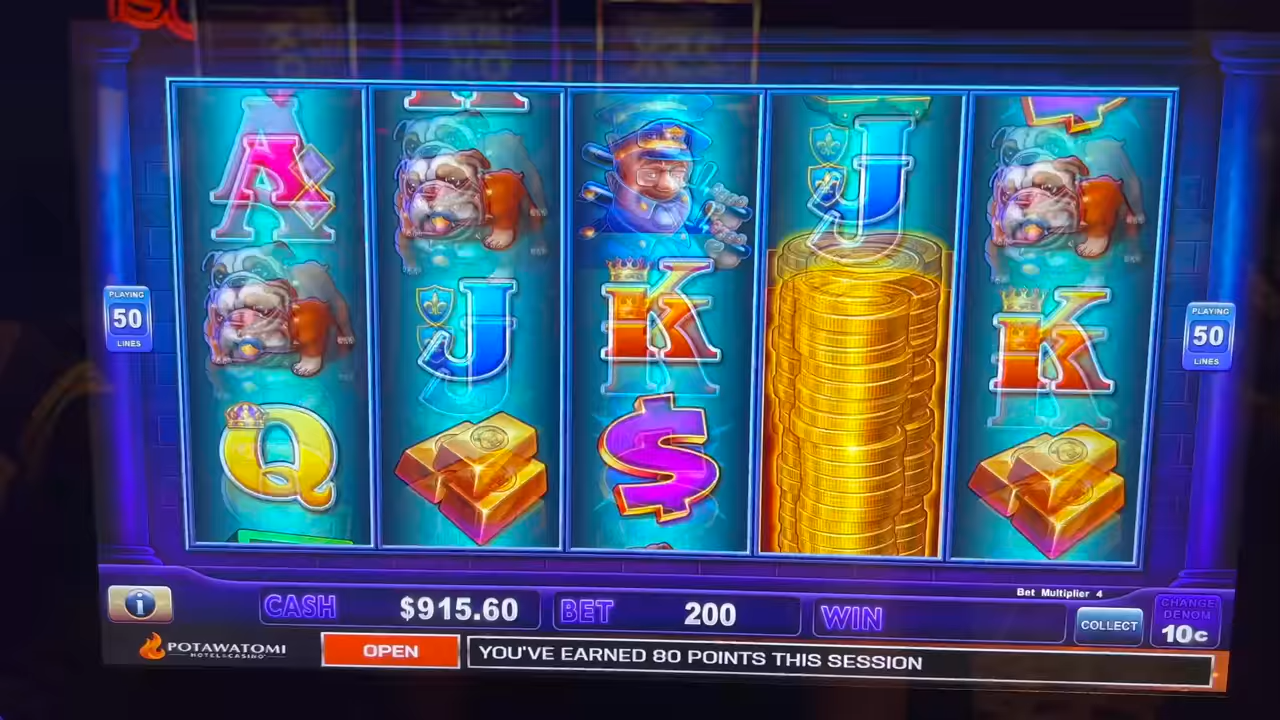 A
J
J
K
K
Q
$
PLAYING
50
LINES
PLAYING
50
LINES
CASH $915.60 BET 200 WIN
Bet Multiplier 4
COLLECT
CHANGE
DENOM
10¢
i
POTAWATOMI
HOTEL & CASINO
OPEN
YOU'VE EARNED 80 POINTS THIS SESSION